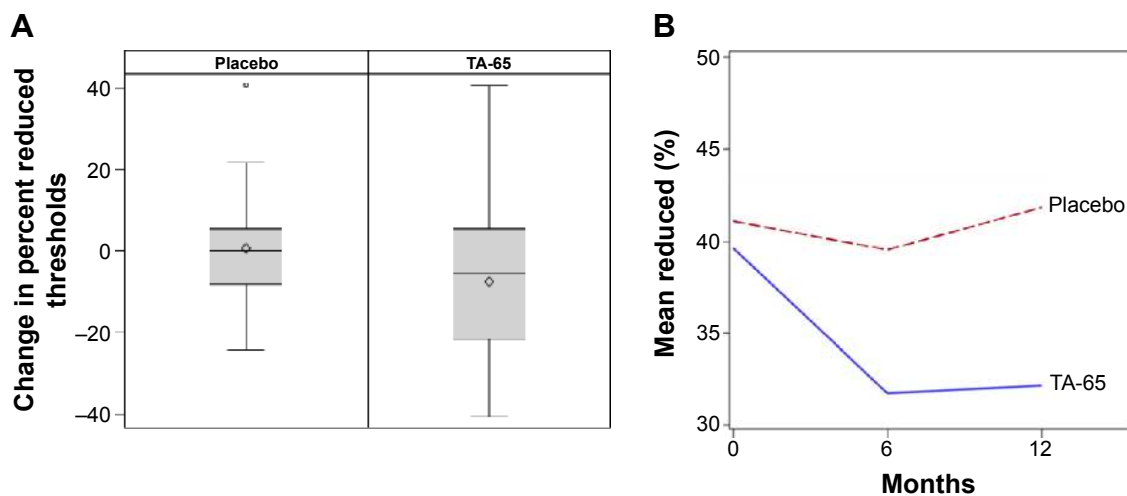 A
Placebo
TA-65
Change in percent reduced
thresholds
40
20
0
–20
–40
B
Mean reduced (%)
50
45
40
35
30
Placebo
TA-65
0
6
12
Months